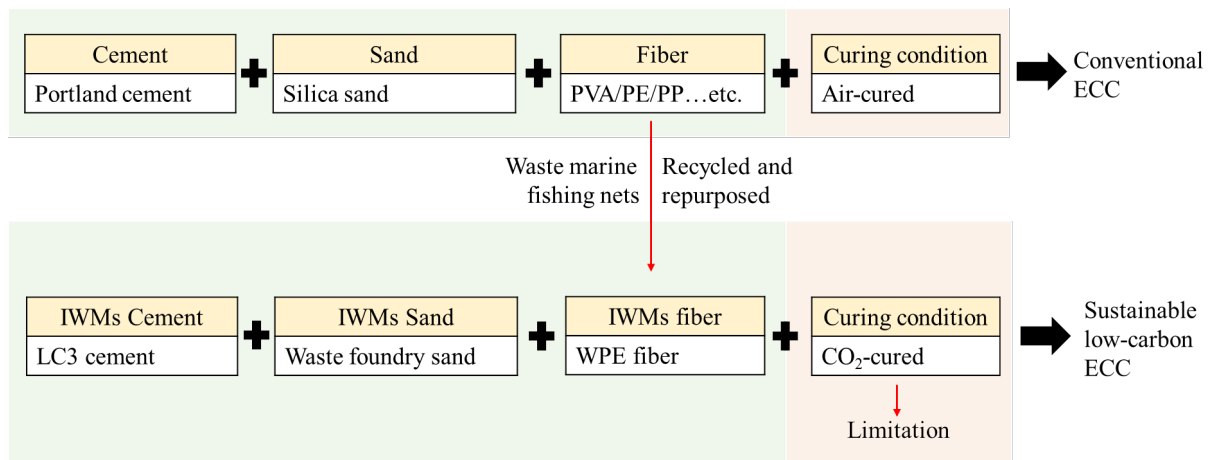 Cement
Portland cement
Sand
Silica sand
Fiber
PVA/PE/PP…etc.
Curing condition
Air-cured
Conventional
ECC
Waste marine
fishing nets
Recycled and
repurposed
IWMs Cement
LC3 cement
IWMs Sand
Waste foundry sand
IWMs fiber
WPE fiber
Curing condition
CO₂-cured
Sustainable
low-carbon
ECC
Limitation